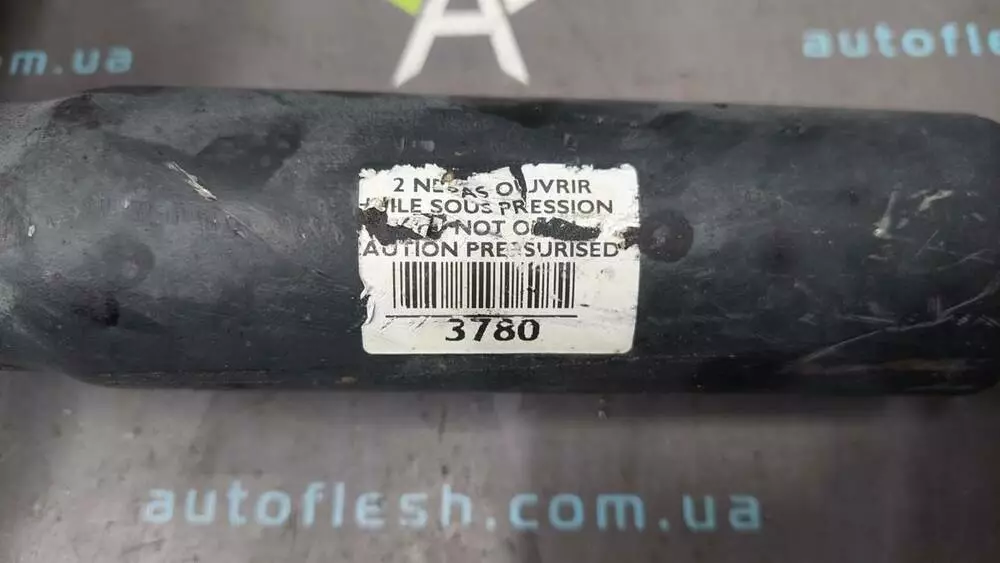 m.ua
autofle
2 NE PAS OUVRIR
HUILE SOUS PRESSION
NOT O
AUTION PRESSURISED
3780
autoflesh.com.ua